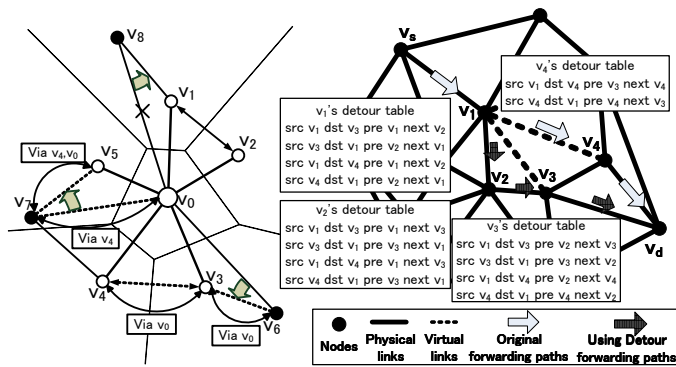 v8
v1
v2
Via v4,v0
v5
v7
v0
Via v4
v4
v3
Via v0
Via v0
v6
vs
v1's detour table
src v1 dst v3 pre v1 next v2
src v3 dst v1 pre v2 next v1
src v1 dst v4 pre v1 next v2
src v4 dst v1 pre v2 next v1
v4's detour table
src v1 dst v4 pre v3 next v4
src v4 dst v1 pre v4 next v3
v1
v4
v2
v3
vd
v2's detour table
src v1 dst v3 pre v1 next v3
src v3 dst v1 pre v3 next v1
src v1 dst v4 pre v1 next v3
src v4 dst v1 pre v3 next v1
v3's detour table
src v1 dst v3 pre v2 next v3
src v3 dst v1 pre v3 next v2
src v1 dst v4 pre v2 next v4
src v4 dst v1 pre v4 next v2
Nodes
Physical
links
Virtual
links
Original
forwarding paths
Using Detour
forwarding paths